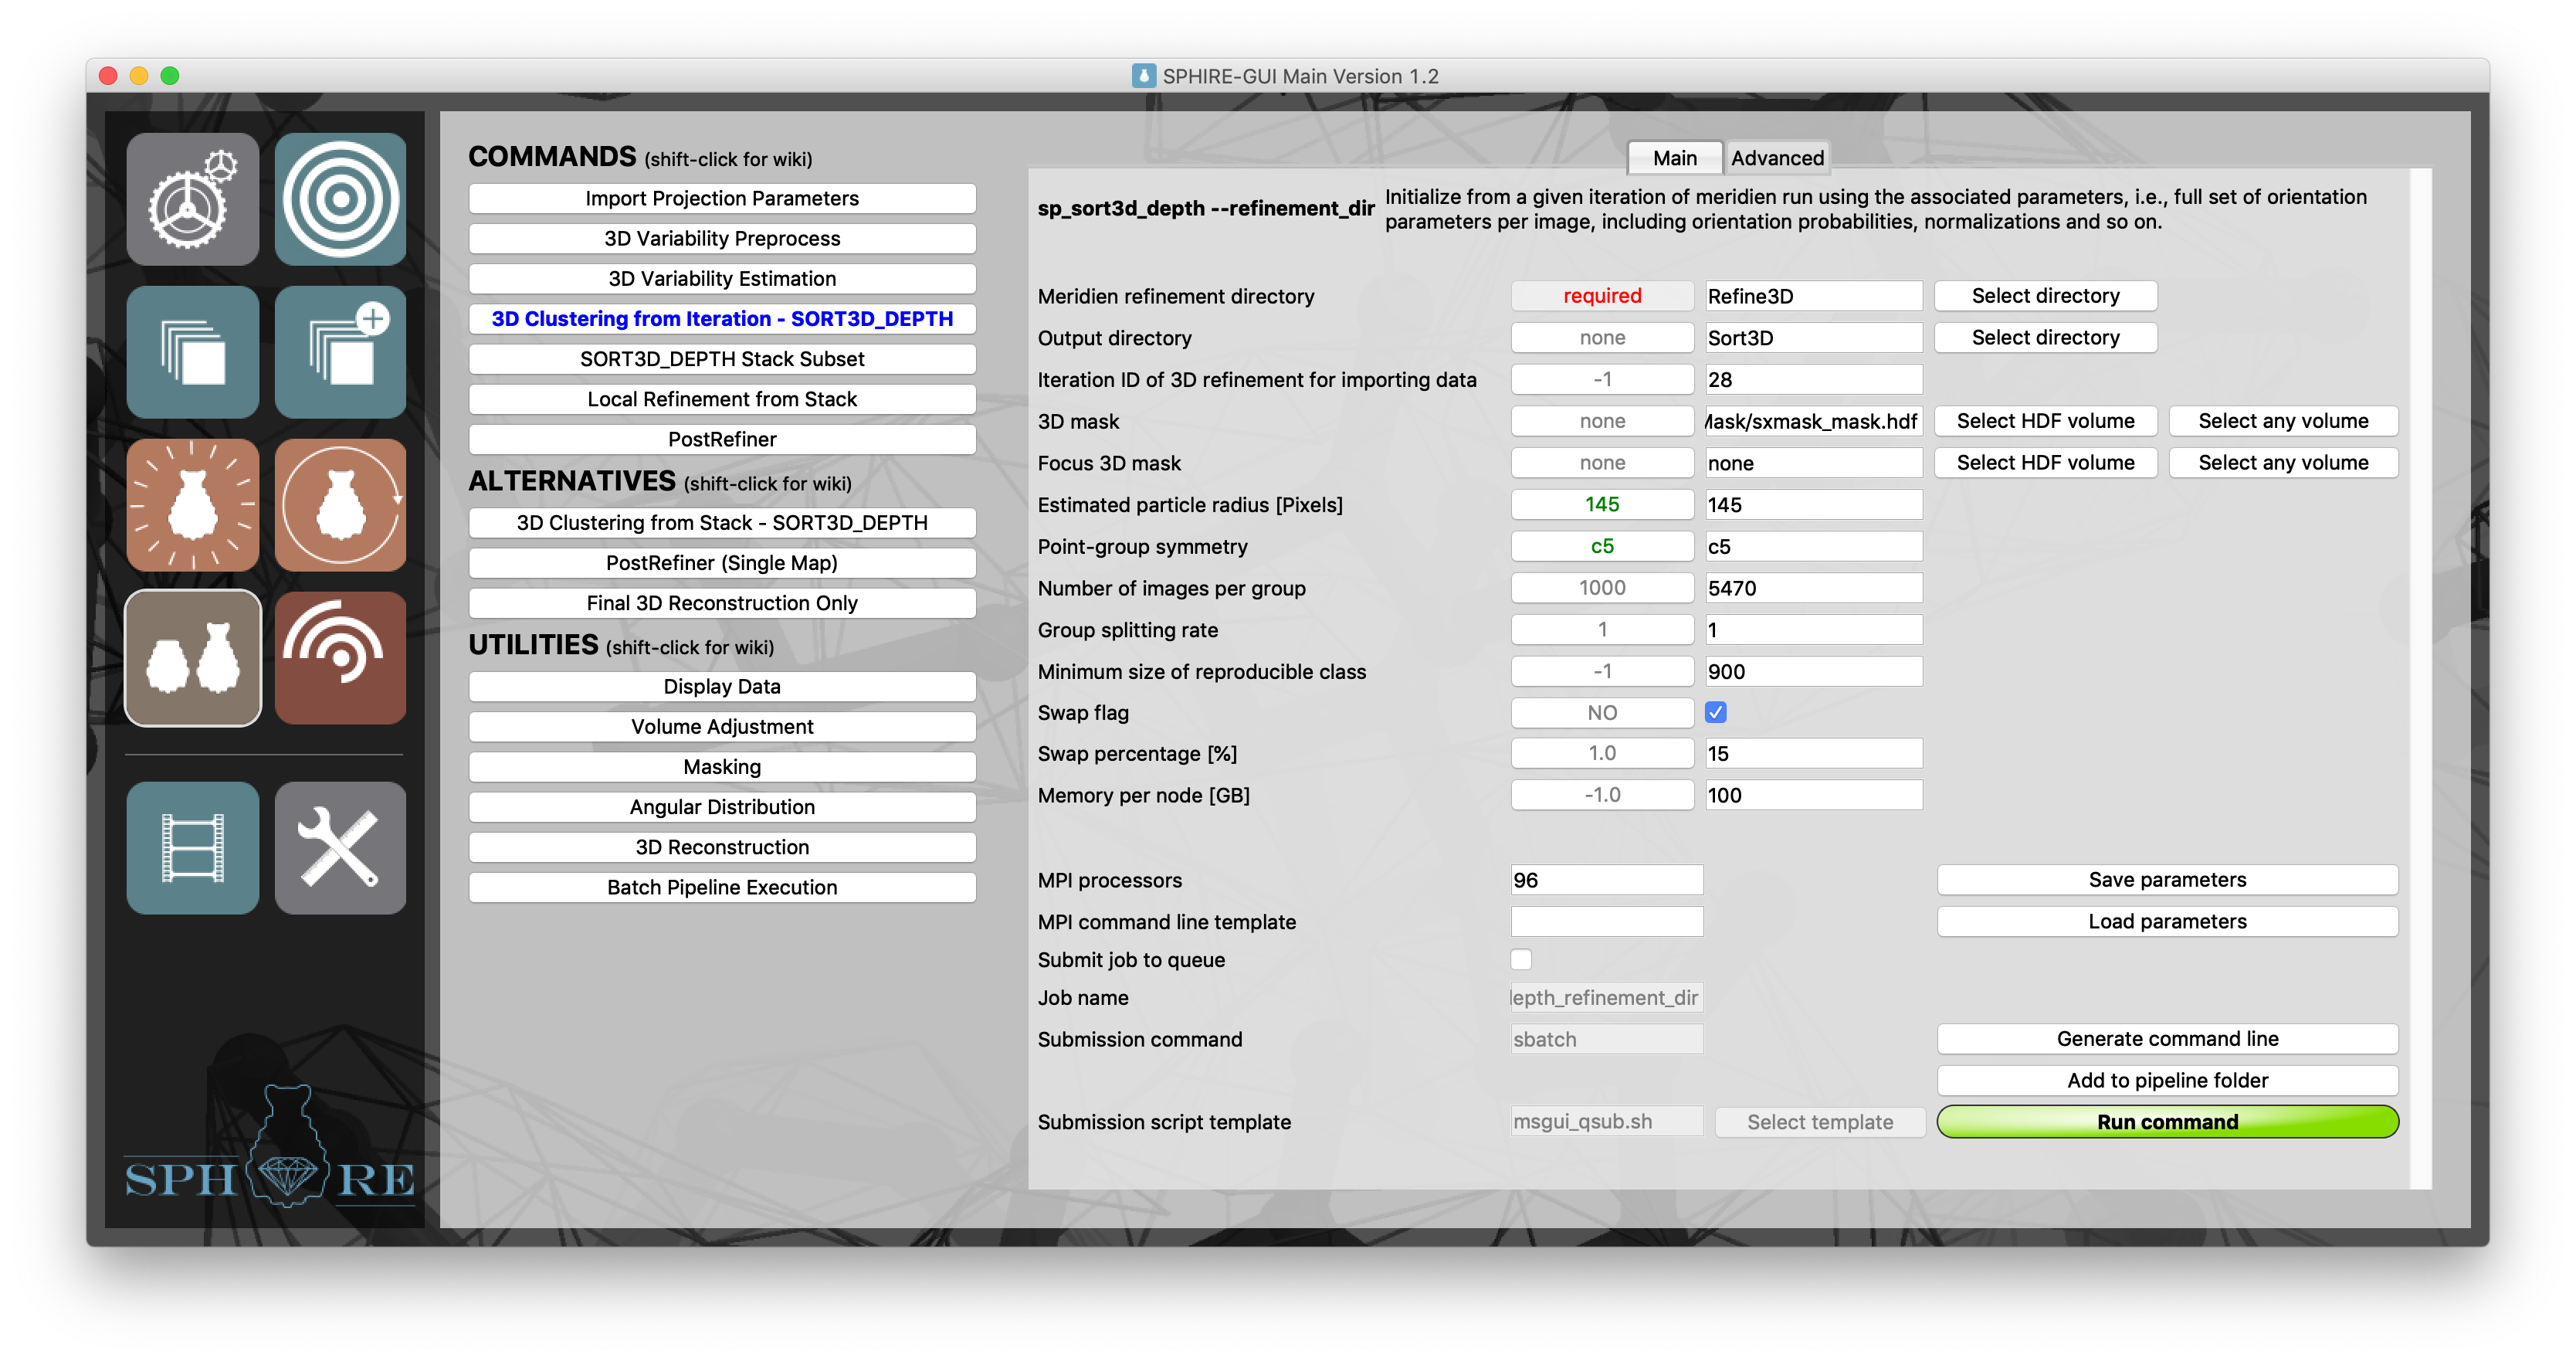 SPHIRE-GUI Main Version 1.2
COMMANDS (shift-click for wiki)
Import Projection Parameters
3D Variability Preprocess
3D Variability Estimation
3D Clustering from Iteration - SORT3D_DEPTH
SORT3D_DEPTH Stack Subset
Local Refinement from Stack
PostRefiner
ALTERNATIVES (shift-click for wiki)
3D Clustering from Stack - SORT3D_DEPTH
PostRefiner (Single Map)
Final 3D Reconstruction Only
UTILITIES (shift-click for wiki)
Display Data
Volume Adjustment
Masking
Angular Distribution
3D Reconstruction
Batch Pipeline Execution
SPH RE
Main Advanced
sp_sort3d_depth --refinement_dir Initialize from a given iteration of meridien run using the associated parameters, i.e., full set of orientation
parameters per image, including orientation probabilities, normalizations and so on.
Meridien refinement directory required Refine3D Select directory
Output directory none Sort3D Select directory
Iteration ID of 3D refinement for importing data -1 28
3D mask none Mask/sxmask_mask.hdf Select HDF volume Select any volume
Focus 3D mask none none Select HDF volume Select any volume
Estimated particle radius [Pixels] 145 145
Point-group symmetry c5 c5
Number of images per group 1000 5470
Group splitting rate 1 1
Minimum size of reproducible class -1 900
Swap flag NO
Swap percentage [%] 1.0 15
Memory per node [GB] -1.0 100
MPI processors 96 Save parameters
MPI command line template Load parameters
Submit job to queue
Job name epth_refinement_dir
Submission command sbatch Generate command line
Add to pipeline folder
Submission script template msgui_qsub.sh Select template Run command